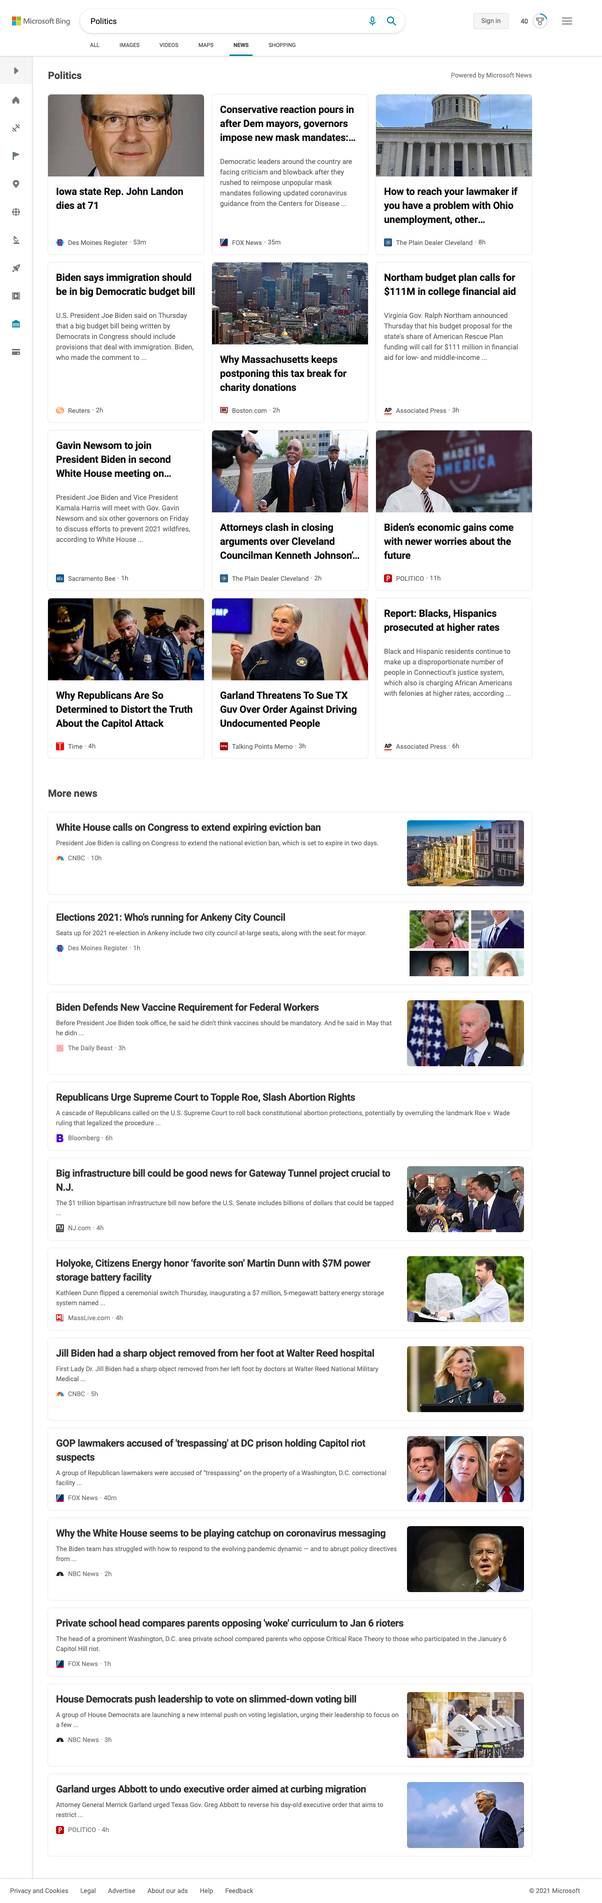 Microsoft Bing
Politics
Sign in
40
ALL
IMAGES
VIDEOS
MAPS
NEWS
SHOPPING
Politics
Powered by Microsoft News
Iowa state Rep. John Landon
dies at 71
Des Moines Register · 53m
Conservative reaction pours in
after Dem mayors, governors
impose new mask mandates:...
Democratic leaders around the country are
facing criticism and blowback after they
rushed to reimpose unpopular mask
mandates following updated coronavirus
guidance from the Centers for Disease ...
FOX News · 35m
How to reach your lawmaker if
you have a problem with Ohio
unemployment, other...
The Plain Dealer Cleveland · 8h
Biden says immigration should
be in big Democratic budget bill
U.S. President Joe Biden said on Thursday
that a big budget bill being written by
Democrats in Congress should include
provisions that deal with immigration. Biden,
who made the comment to ...
Reuters · 2h
Why Massachusetts keeps
postponing this tax break for
charity donations
Boston.com · 2h
Northam budget plan calls for
$111M in college financial aid
Virginia Gov. Ralph Northam announced
Thursday that his budget proposal for the
state's share of American Rescue Plan
funding will call for $111 million in financial
aid for low- and middle-income ...
AP
Associated Press · 3h
Gavin Newsom to join
President Biden in second
White House meeting on...
President Joe Biden and Vice President
Kamala Harris will meet with Gov. Gavin
Newsom and six other governors on Friday
to discuss efforts to prevent 2021 wildfires,
according to White House ...
Sacramento Bee · 1h
Attorneys clash in closing
arguments over Cleveland
Councilman Kenneth Johnson'...
The Plain Dealer Cleveland · 2h
MADE IN
AMERICA
Biden's economic gains come
with newer worries about the
future
POLITICO · 11h
Why Republicans Are So
Determined to Distort the Truth
About the Capitol Attack
Time · 4h
UMP
Garland Threatens To Sue TX
Guv Over Order Against Driving
Undocumented People
Talking Points Memo · 3h
Report: Blacks, Hispanics
prosecuted at higher rates
Black and Hispanic residents continue to
make up a disproportionate number of
people in Connecticut's justice system,
which also is charging African Americans
with felonies at higher rates, according ...
AP
Associated Press · 6h
More news
White House calls on Congress to extend expiring eviction ban
President Joe Biden is calling on Congress to extend the national eviction ban, which is set to expire in two days.
CNBC · 10h
Elections 2021: Who's running for Ankeny City Council
Seats up for 2021 re-election in Ankeny include two city council at-large seats, along with the seat for mayor.
Des Moines Register · 1h
Biden Defends New Vaccine Requirement for Federal Workers
Before President Joe Biden took office, he said he didn't think vaccines should be mandatory. And he said in May that
he didn ...
The Daily Beast · 3h
Republicans Urge Supreme Court to Topple Roe, Slash Abortion Rights
A cascade of Republicans called on the U.S. Supreme Court to roll back constitutional abortion protections, potentially by overruling the landmark Roe v. Wade
ruling that legalized the procedure ...
B
Bloomberg · 6h
Big infrastructure bill could be good news for Gateway Tunnel project crucial to
N.J.
The $1 trillion bipartisan infrastructure bill now before the U.S. Senate includes billions of dollars that could be tapped
...
NJ.com · 4h
Holyoke, Citizens Energy honor 'favorite son' Martin Dunn with $7M power
storage battery facility
Kathleen Dunn flipped a ceremonial switch Thursday, inaugurating a $7 million, 5-megawatt battery energy storage
system named ...
MassLive.com · 4h
Jill Biden had a sharp object removed from her foot at Walter Reed hospital
First Lady Dr. Jill Biden had a sharp object removed from her left foot by doctors at Walter Reed National Military
Medical ...
CNBC · 5h
GOP lawmakers accused of 'trespassing' at DC prison holding Capitol riot
suspects
A group of Republican lawmakers were accused of "trespassing" on the property of a Washington, D.C. correctional
facility ...
FOX News · 40m
Why the White House seems to be playing catchup on coronavirus messaging
The Biden team has struggled with how to respond to the evolving pandemic dynamic — and to abrupt policy directives
from ...
NBC News · 2h
Private school head compares parents opposing 'woke' curriculum to Jan 6 rioters
The head of a prominent Washington, D.C. area private school compared parents who oppose Critical Race Theory to those who participated in the January 6
Capitol Hill riot.
FOX News · 1h
House Democrats push leadership to vote on slimmed-down voting bill
A group of House Democrats are launching a new internal push on voting legislation, urging their leadership to focus on
a few ...
NBC News · 3h
Garland urges Abbott to undo executive order aimed at curbing migration
Attorney General Merrick Garland urged Texas Gov. Greg Abbott to reverse his day-old executive order that aims to
restrict ...
POLITICO · 4h
Privacy and Cookies
Legal
Advertise
About our ads
Help
Feedback
© 2021 Microsoft